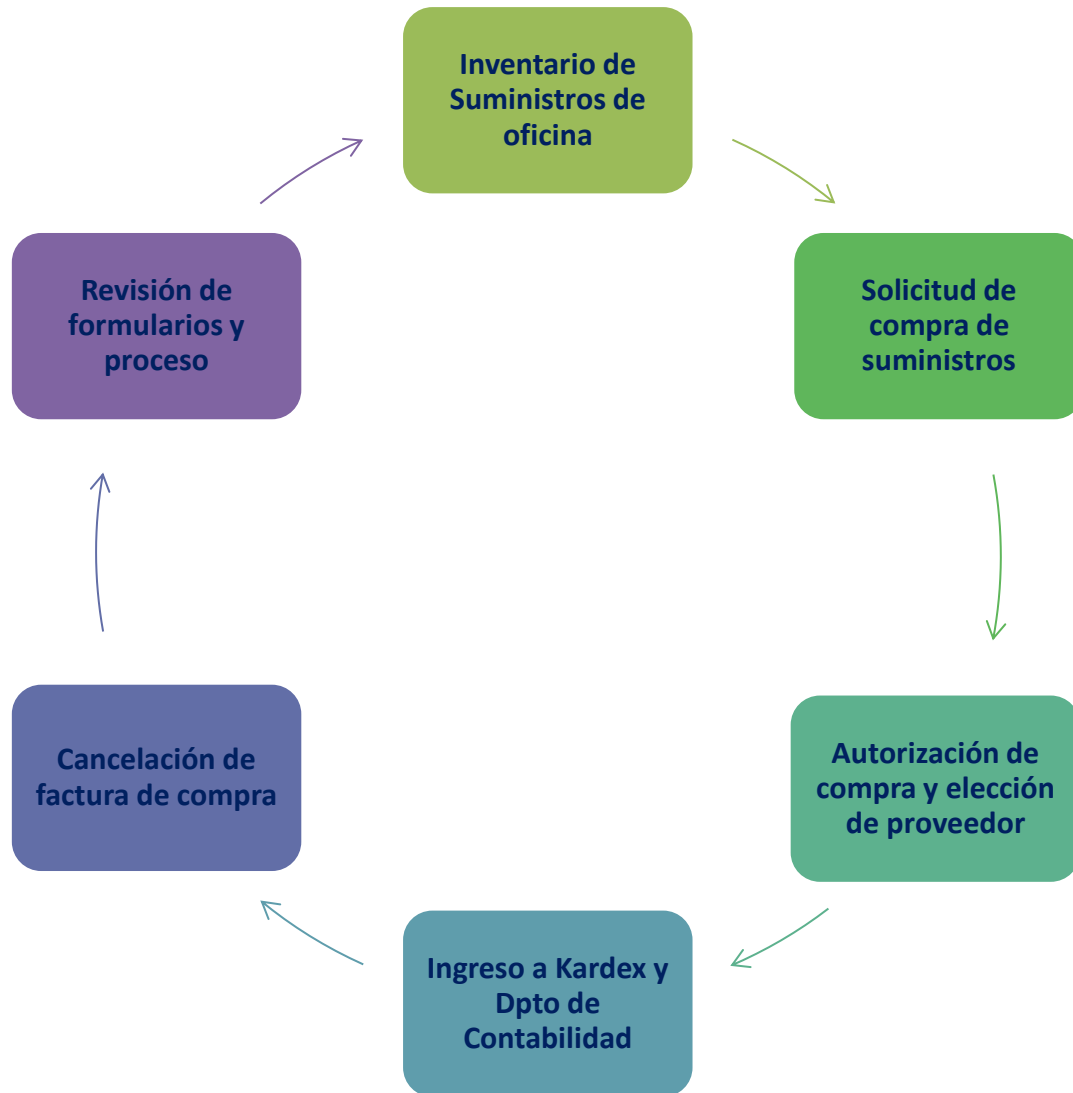 Inventario de
Suministros de
oficina
Solicitud de
compra de
suministros
Autorización de
compra y elección
de proveedor
Ingreso a Kardex y
Dpto de
Contabilidad
Cancelación de
factura de compra
Revisión de
formularios y
proceso